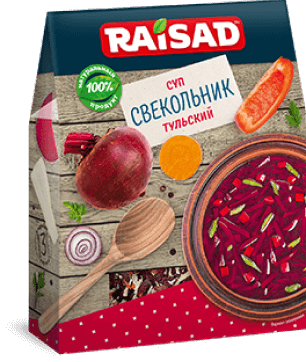 RAISAD
натуральный
100%
продукт
СУП
СВЕКОЛЬНИК
ТУЛЬСКИЙ